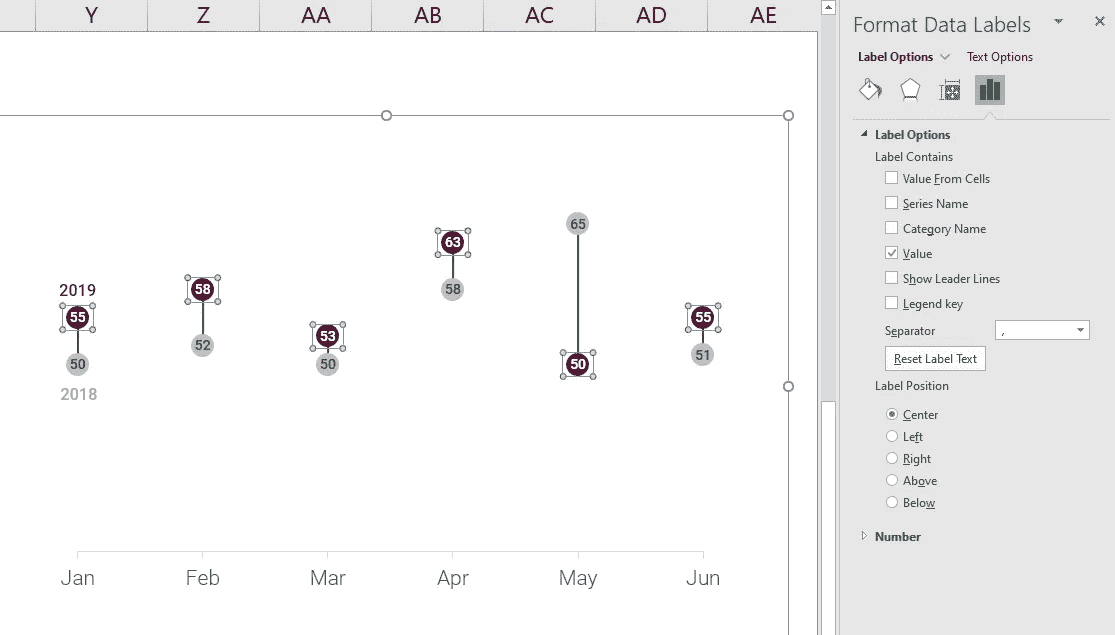 Y Z AA AB AC AD AE
65
63
2019
58
58
55
53
55
52
51
50
50
50
2018
Jan Feb Mar Apr May Jun
Format Data Labels
Label Options Text Options
Label Options
Label Contains
Value From Cells
Series Name
Category Name
Value
Show Leader Lines
Legend key
Separator ,
Reset Label Text
Label Position
Center
Left
Right
Above
Below
Number